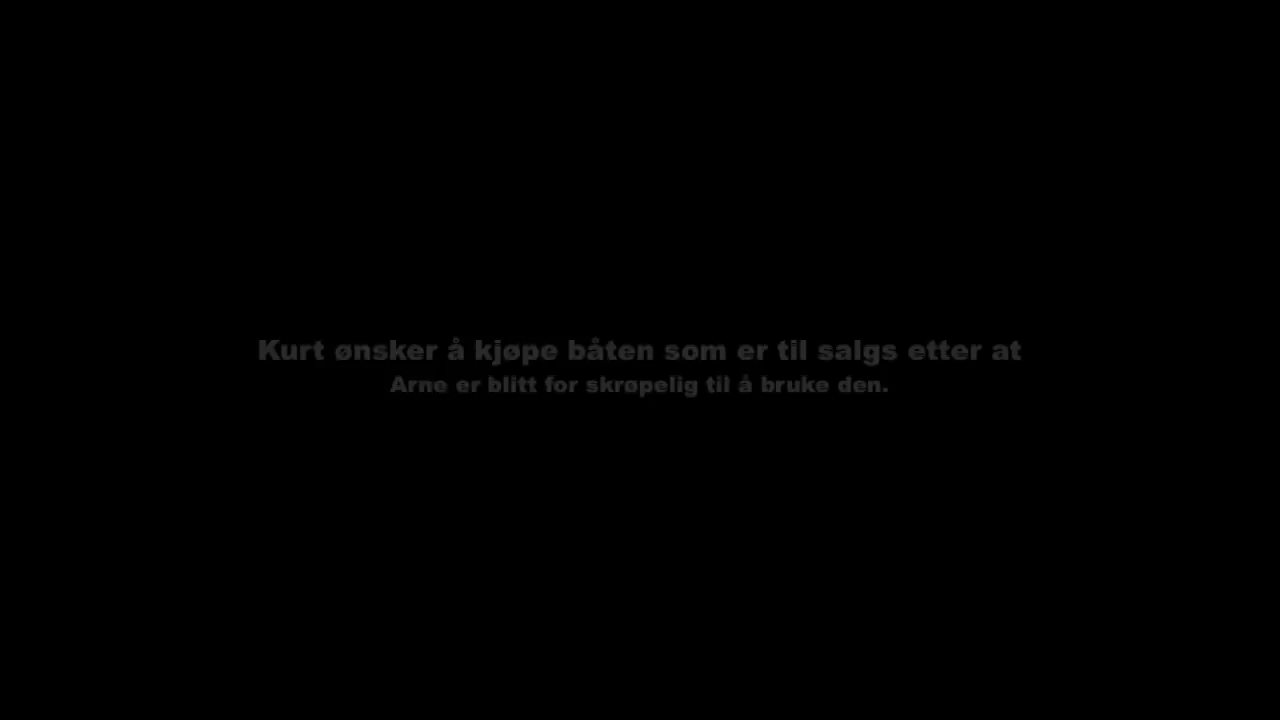 Kurt ønsker å kjøpe båten som er til salgs etter at
Arne er blitt for skrøpelig til å bruke den.